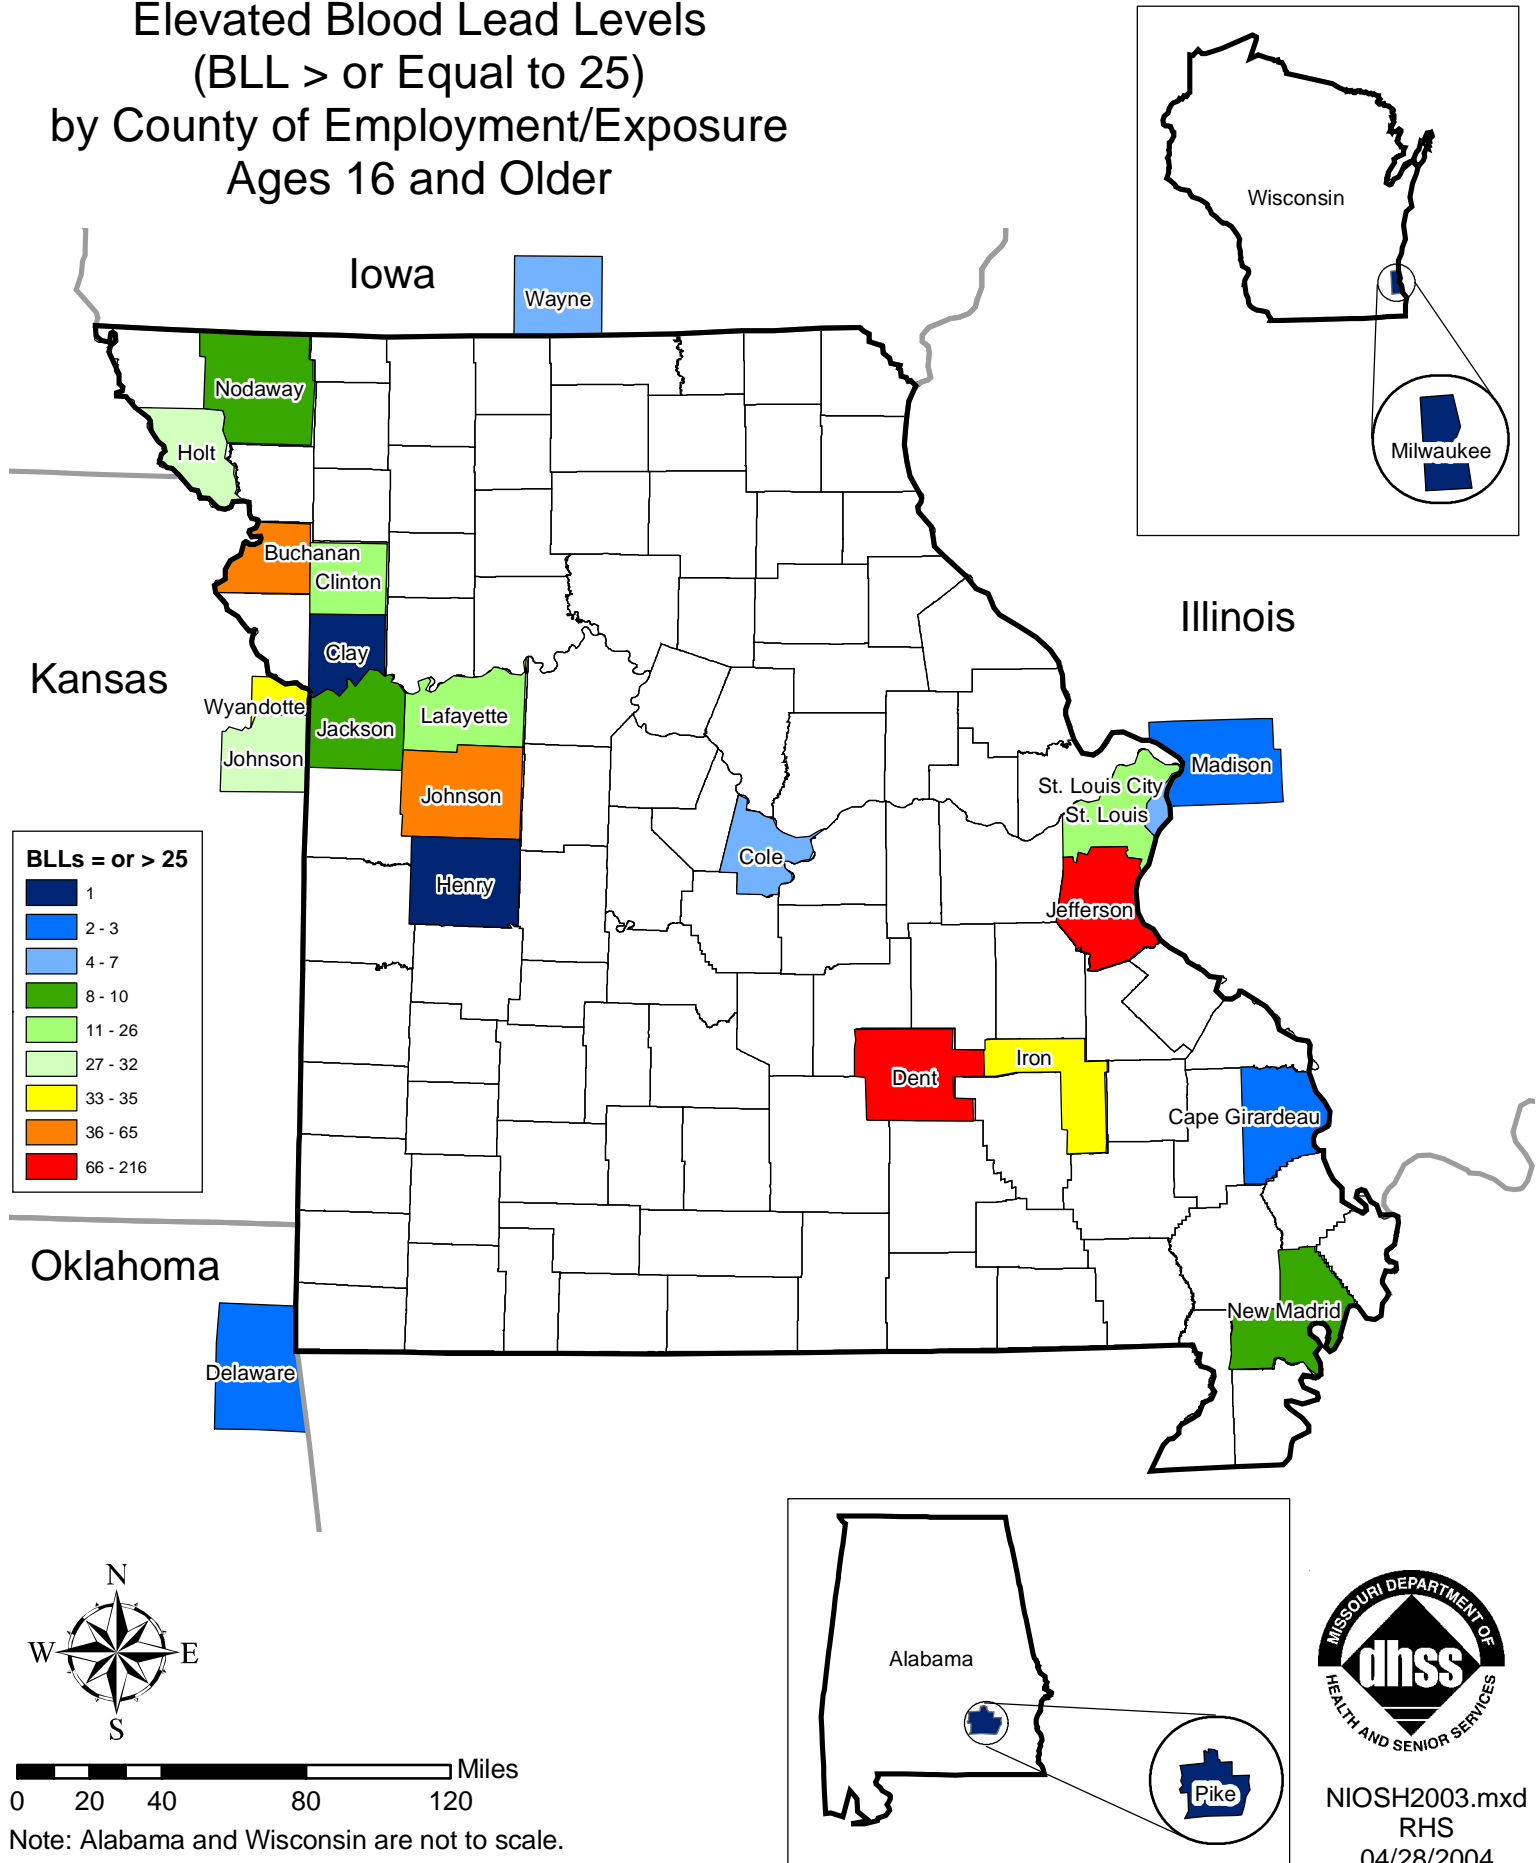 Elevated Blood Lead Levels
(BLL > or Equal to 25)
by County of Employment/Exposure
Ages 16 and Older
Wisconsin
Milwaukee
Iowa
Wayne
Nodaway
Holt
Buchanan
Clinton
Clay
Illinois
Kansas
Wyandotte
Jackson
Lafayette
Johnson
Johnson
Henry
Cole
Madison
St. Louis City
St. Louis
Jefferson
BLLs = or > 25
1
2 - 3
4 - 7
8 - 10
11 - 26
27 - 32
33 - 35
36 - 65
66 - 216
Dent
Iron
Cape Girardeau
New Madrid
Oklahoma
Delaware
N
W
E
S
Miles
0 20 40 80 120
Note: Alabama and Wisconsin are not to scale.
Alabama
Pike
MISSOURI DEPARTMENT OF
dhss
HEALTH AND SENIOR SERVICES
NIOSH2003.mxd
RHS
04/28/2004